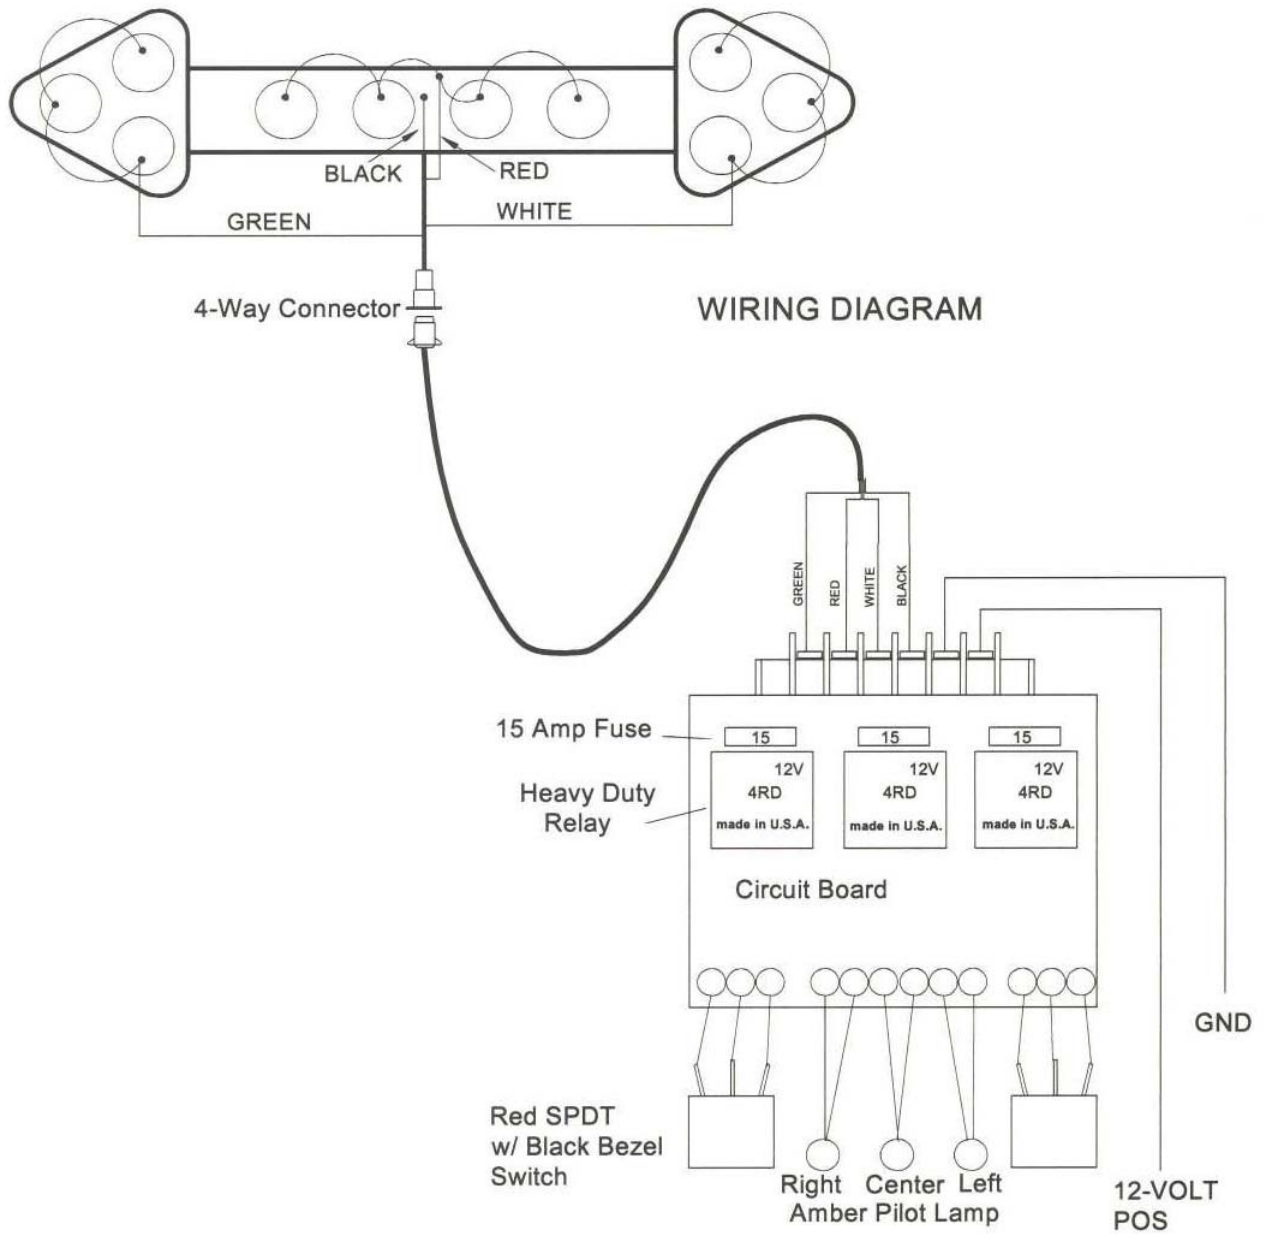 BLACK
RED
GREEN
WHITE
4-Way Connector
WIRING DIAGRAM
GREEN
RED
WHITE
BLACK
15 Amp Fuse
15
15
15
Heavy Duty
Relay
12V
4RD
made in U.S.A.
12V
4RD
made in U.S.A.
12V
4RD
made in U.S.A.
Circuit Board
GND
Red SPDT
w/ Black Bezel
Switch
Right
Center
Left
Amber Pilot Lamp
12-VOLT
POS